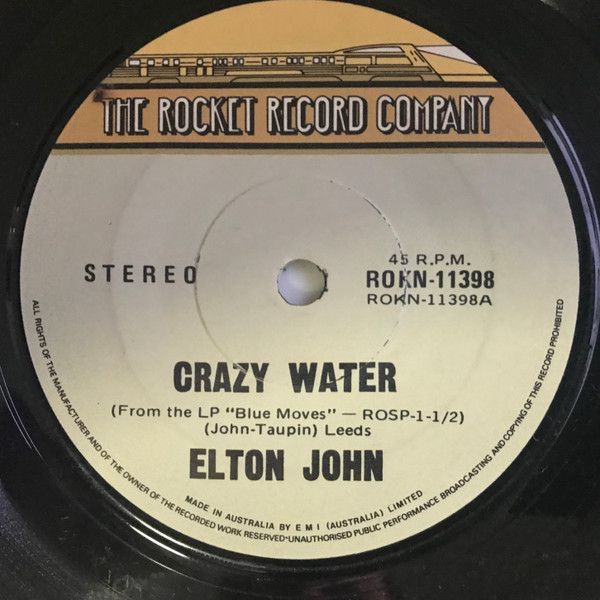 THE ROCKET RECORD COMPANY
STEREO
45 R.P.M.
ROKN-11398
ROKN-11398A
CRAZY WATER
(From the LP "Blue Moves" — ROSP-1-1/2)
(John-Taupin) Leeds
ELTON JOHN
MADE IN AUSTRALIA BY E M I (AUSTRALIA) LIMITED
ALL RIGHTS OF THE MANUFACTURER AND OF THE OWNER OF THE RECORDED WORK RESERVED·UNAUTHORISED PUBLIC PERFORMANCE BROADCASTING AND COPYING OF THIS RECORD PROHIBITED